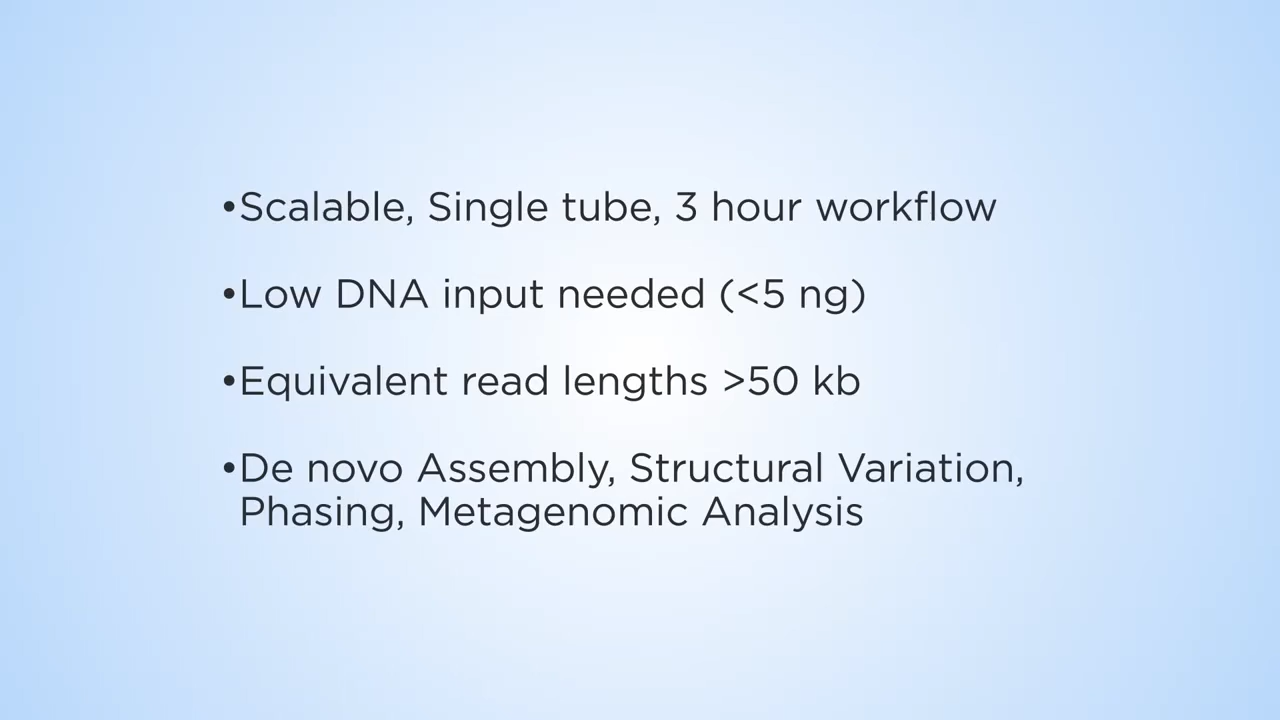 •Scalable, Single tube, 3 hour workflow
•Low DNA input needed (<5 ng)
•Equivalent read lengths >50 kb
•De novo Assembly, Structural Variation,
Phasing, Metagenomic Analysis